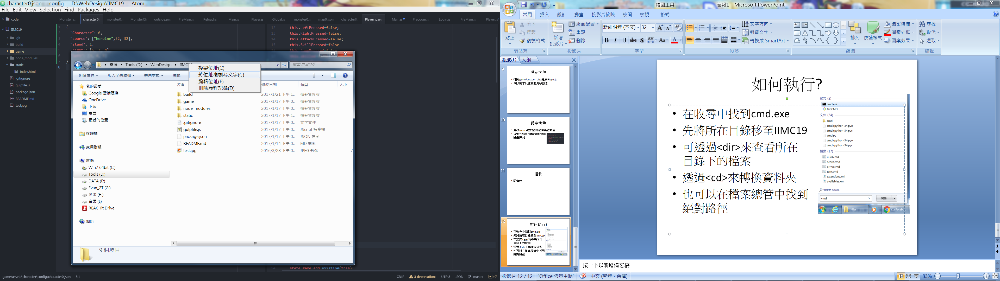 character0.json — config — D:\WebDesign\IIMC19 — Atom
File Edit View Selection Find Packages Help
code
IIMC19
.git
build
game
node_modules
static
index.html
.gitignore
gulpfile.js
package.json
README.md
test.jpg
character0. monster0.j MonsterCh outside.pn PreMain.js Reload.js Main.js Player.js Global.js monster0.j map0.json character0. Player_pare Main.js PreLogin.js Login.js PreMain.js Player.js
1 {
2 "Character": 0,
3 "source": ["heroine",32, 32],
4 "stand": 1,
5
6
7 }
8
12 this.LeftPressed=false;
13 this.RightPressed=false;
14 this.AttackPressed=false;
15 this.SkillPressed=false
54 state.game.add.existing(this);
game\assets\character\config\character0.json 8:1
CRLF 3 deprecations UTF-8 JSON master +7
電腦 Tools (D:) WebDesign
搜尋 IIMC19
組合管理 加入至媒體櫃 共用對象 燒錄
複製位址(C)
將位址複製為文字(C)
編輯位址(E)
刪除歷程記錄(D)
我的最愛
Google 雲端硬碟
OneDrive
下載
桌面
最近的位置
媒體櫃
家用群組
電腦
Win7 64bit (C:)
Tools (D:)
DATA (E:)
Evan_2T (G:)
動畫 (H:)
音樂 (I:)
REACHit Drive
網路
名稱 修改日期 類型 大小
build 2017/1/21 下午 1... 檔案資料夾
game 2017/1/17 上午 0... 檔案資料夾
node_modules 2017/1/17 上午 0... 檔案資料夾
static 2017/1/17 下午 1... 檔案資料夾
.gitignore 2017/1/17 上午 0... 文字文件
gulpfile.js 2017/1/17 上午 0... JScript 指令檔
package.json 2017/1/17 上午 0... JSON 檔案
README.md 2017/1/14 下午 0... MD 檔案
test.jpg 2016/3/28 下午 0... JPEG 影像 7
9 個項目
繪圖工具
簡報1 - Microsoft PowerPoint
常用 插入 設計 動畫 投影片放映 校閱 檢視 格式
貼上
剪下
複製
複製格式
剪貼簿
新增
投影片
版面配置
重設
刪除
投影片
新細明體 (本文) 32
字型
文字方向
對齊文字
轉換成 SmartArt
段落
排列
快速樣式
圖案填滿
圖案外框
圖案效果
繪圖
尋找
取代
選取
編輯
投影片 大綱
9
設定角色
• 打開game/custom_class裡的Player.js
• 依照需求反註解並更改數值
10
設定角色
• 更改source裡的圖片名和長寬像素
• 分別列出這3種動畫所需的
動畫陣列
11
怪物
• 同角色
12
如何執行?
• 在收尋中找到cmd.exe
• 先將所在目錄移至IIMC19
• 可透過<dir>來查看所在
目錄下的檔案
• 透過<cd>來轉換資料夾
• 也可以在檔案總管中找到
絕對路徑
如何執行?
• 在收尋中找到cmd.exe
• 先將所在目錄移至IIMC19
• 可透過<dir>來查看所在
目錄下的檔案
• 透過<cd>來轉換資料夾
• 也可以在檔案總管中找到
絕對路徑
程式 (2)
cmd.exe
Git CMD
文件 (34)
cmd
cmd.cpython-34.pyo
cmd.cpython-34.pyc
cmd.py
cmd.cpython-34.pyo
cmd.cpython-34.pyc
檔案 (17)
uuid.cmd
acorn.cmd
errno.cmd
tern.cmd
extensions.xml
availables.xml
查看更多結果
cmd
關機
tiles
(1) Facebo...
按一下以新增備忘稿
投影片 12 / 12 "Office 佈景主題" 中文 (繁體，台灣)
83%